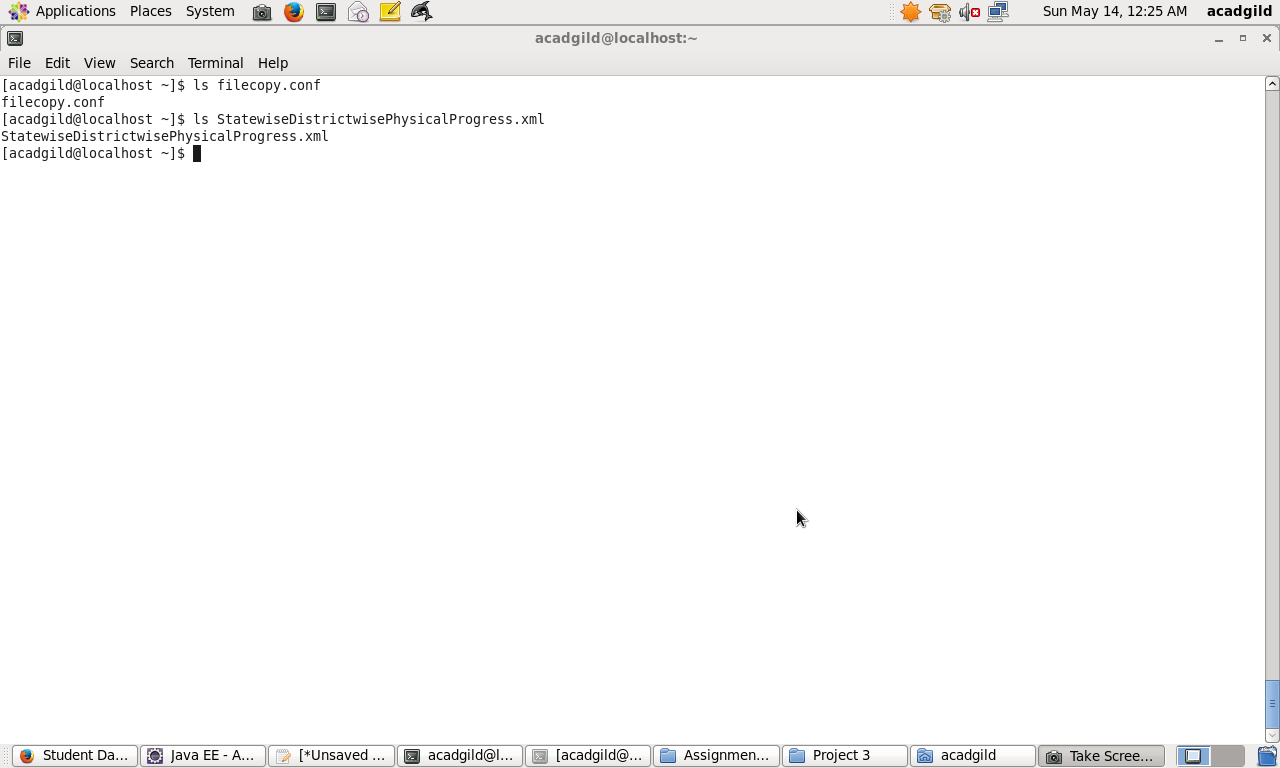 Applications Places System Sun May 14, 12:25 AM acadgild
acadgild@localhost:~
File Edit View Search Terminal Help
[acadgild@localhost ~]$ ls filecopy.conf
filecopy.conf
[acadgild@localhost ~]$ ls StatewiseDistrictwisePhysicalProgress.xml
StatewiseDistrictwisePhysicalProgress.xml
[acadgild@localhost ~]$
Student Da... Java EE - A... [*Unsaved ... acadgild@l... [acadgild@... Assignmen... Project 3 acadgild Take Scree...